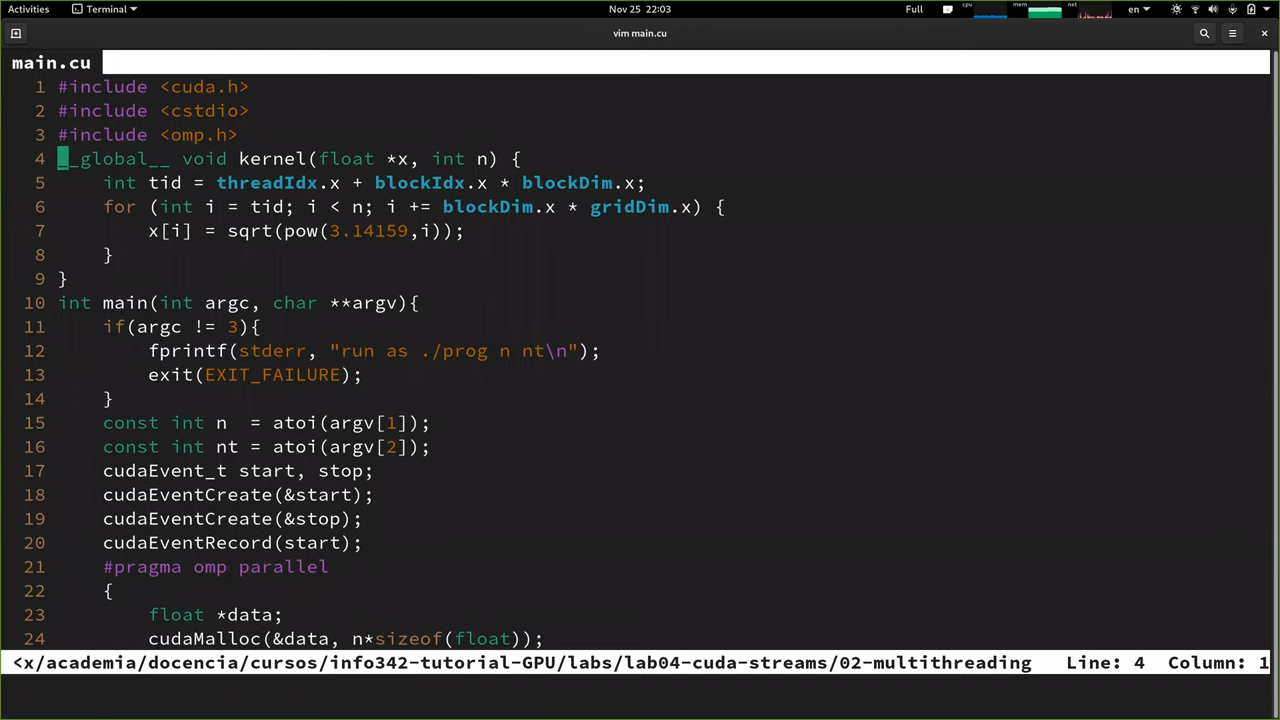 Activities Terminal Nov 25 22:03 Full cpu mem net en
vim main.cu
main.cu
1 #include <cuda.h>
2 #include <cstdio>
3 #include <omp.h>
4 __global__ void kernel(float *x, int n) {
5     int tid = threadIdx.x + blockIdx.x * blockDim.x;
6     for (int i = tid; i < n; i += blockDim.x * gridDim.x) {
7         x[i] = sqrt(pow(3.14159,i));
8     }
9 }
10 int main(int argc, char **argv){
11     if(argc != 3){
12         fprintf(stderr, "run as ./prog n nt\n");
13         exit(EXIT_FAILURE);
14     }
15     const int n  = atoi(argv[1]);
16     const int nt = atoi(argv[2]);
17     cudaEvent_t start, stop;
18     cudaEventCreate(&start);
19     cudaEventCreate(&stop);
20     cudaEventRecord(start);
21     #pragma omp parallel
22     {
23         float *data;
24         cudaMalloc(&data, n*sizeof(float));
<x/academia/docencia/cursos/info342-tutorial-GPU/labs/lab04-cuda-streams/02-multithreading Line: 4 Column: 1